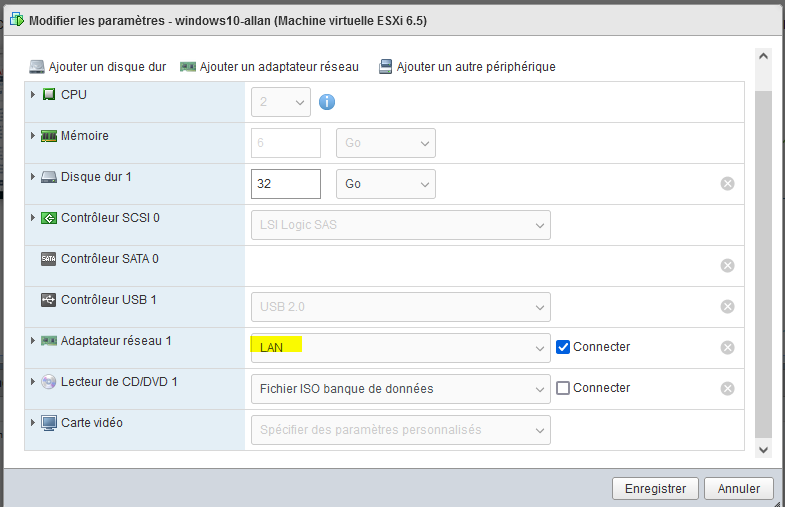 Modifier les paramètres - windows10-allan (Machine virtuelle ESXi 6.5)
Ajouter un disque dur Ajouter un adaptateur réseau Ajouter un autre périphérique
CPU 2
Mémoire 6 Go
Disque dur 1 32 Go
Contrôleur SCSI 0 LSI Logic SAS
SATA Contrôleur SATA 0
Contrôleur USB 1 USB 2.0
Adaptateur réseau 1 LAN Connecter
Lecteur de CD/DVD 1 Fichier ISO banque de données Connecter
Carte vidéo Spécifier des paramètres personnalisés
Enregistrer Annuler